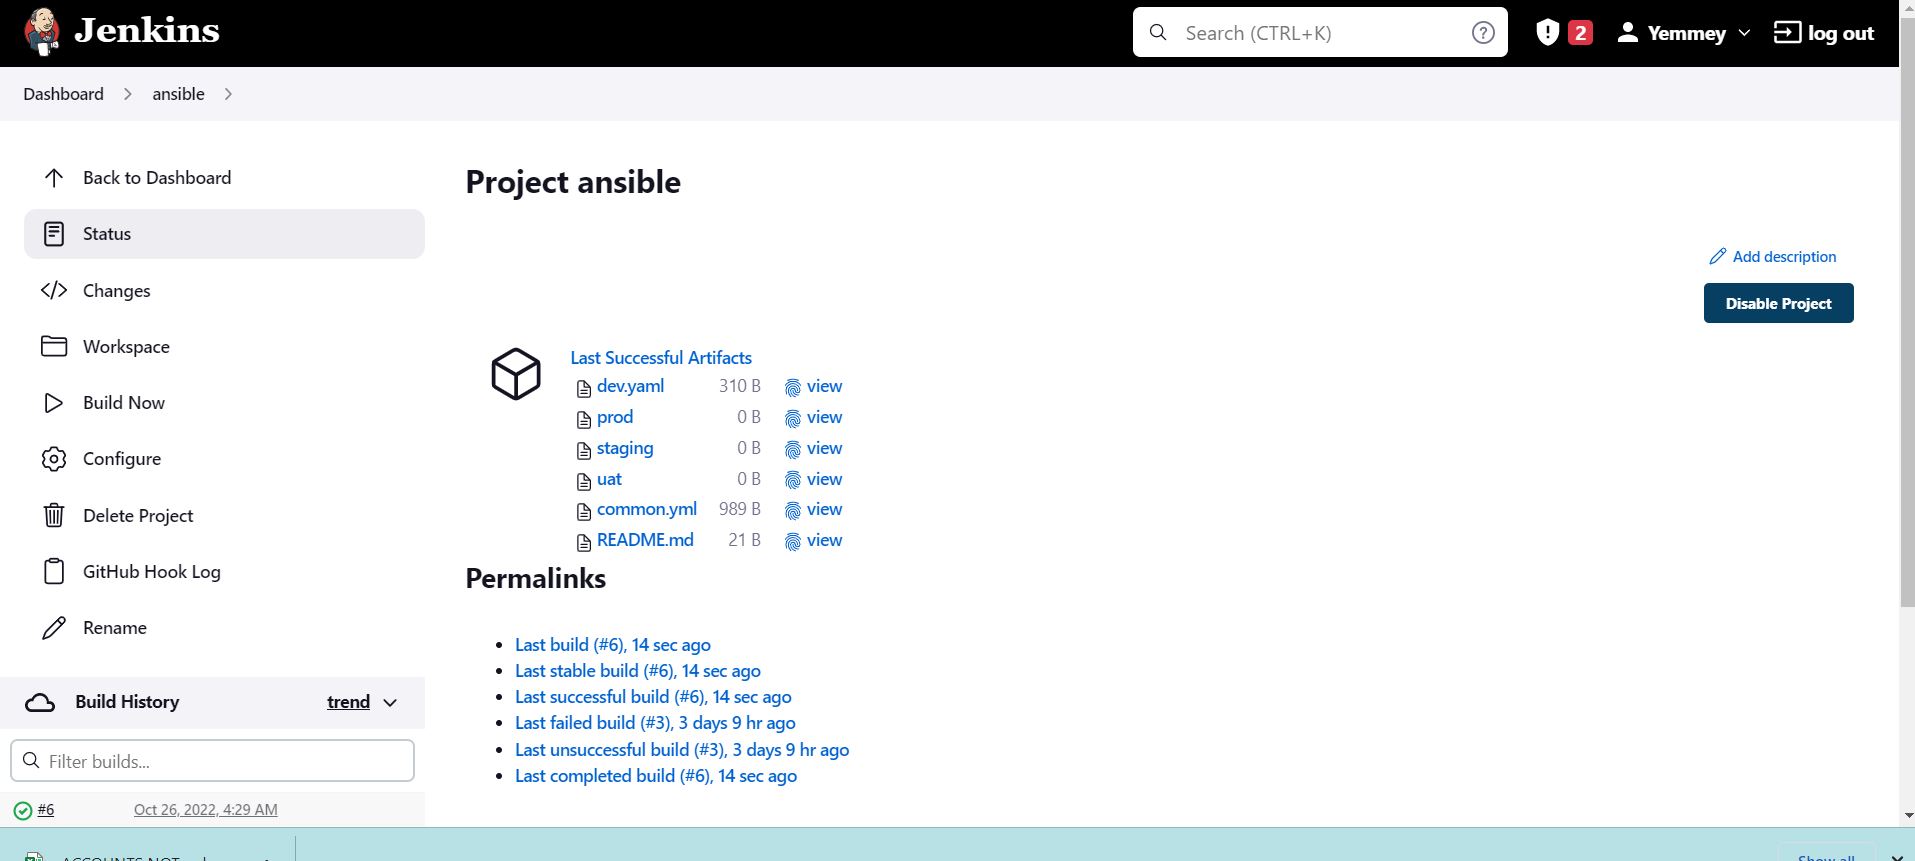 Jenkins
Search (CTRL+K)
2
Yemmey
log out
Dashboard
ansible
Back to Dashboard
Status
Changes
Workspace
Build Now
Configure
Delete Project
GitHub Hook Log
Rename
Build History
trend
Filter builds...
#6 Oct 26, 2022, 4:29 AM
Project ansible
Add description
Disable Project
Last Successful Artifacts
dev.yaml 310 B view
prod 0 B view
staging 0 B view
uat 0 B view
common.yml 989 B view
README.md 21 B view
Permalinks
Last build (#6), 14 sec ago
Last stable build (#6), 14 sec ago
Last successful build (#6), 14 sec ago
Last failed build (#3), 3 days 9 hr ago
Last unsuccessful build (#3), 3 days 9 hr ago
Last completed build (#6), 14 sec ago
Show all